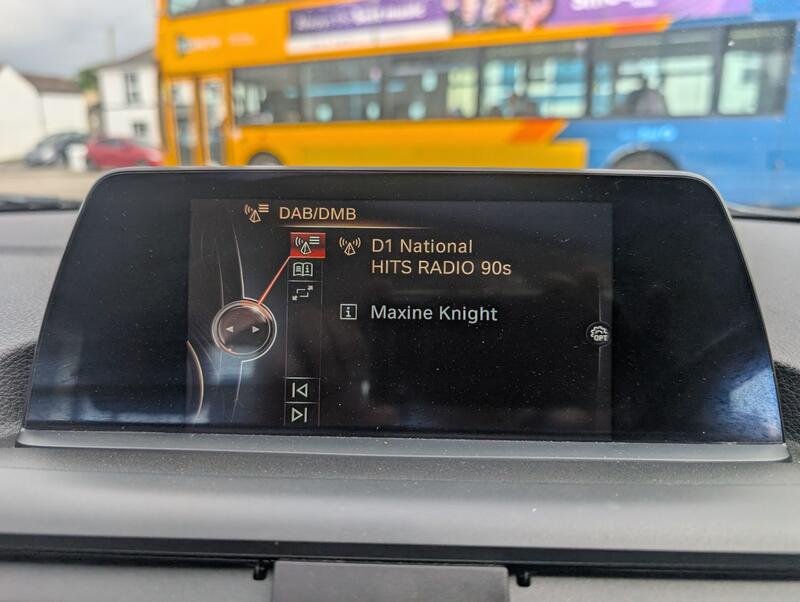 DAB/DMB
D1 National
HITS RADIO 90s
Maxine Knight
OPT